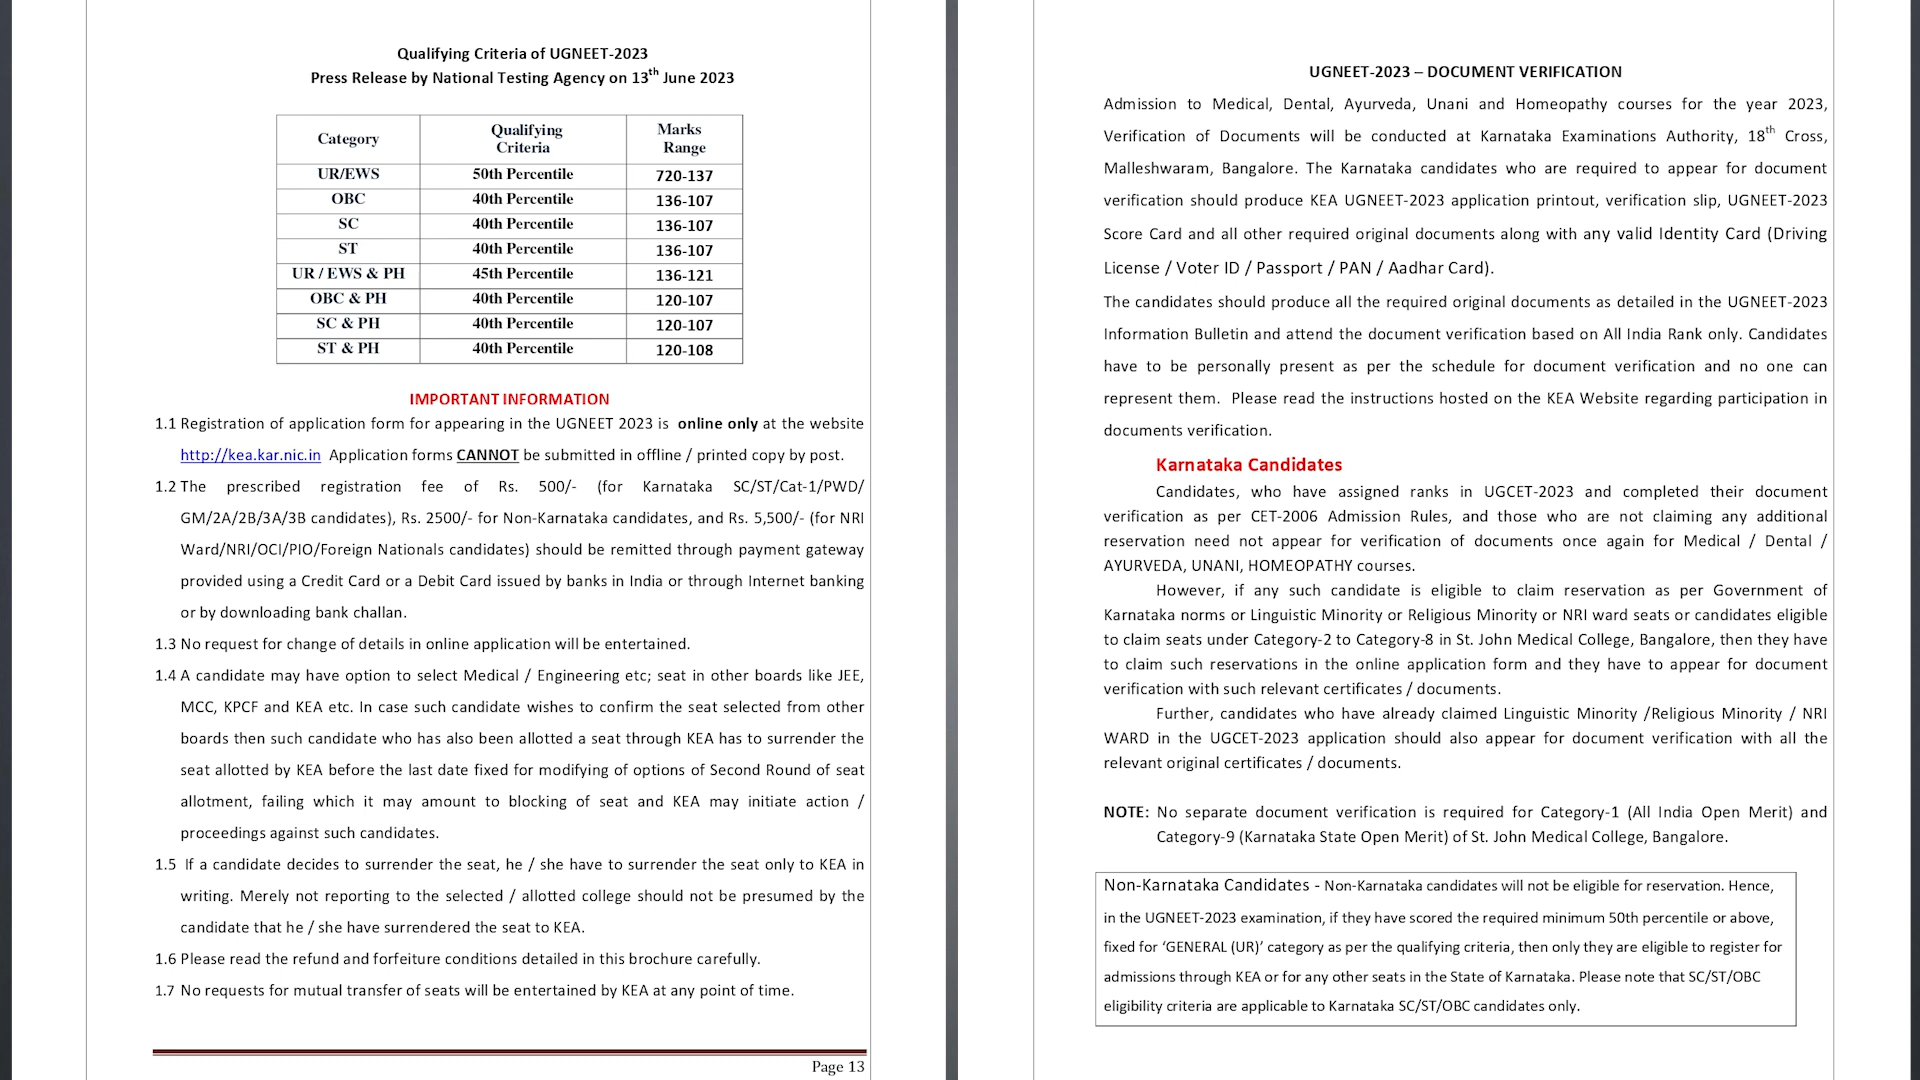 Qualifying Criteria of UGNEET-2023
Press Release by National Testing Agency on 13th June 2023
Category Qualifying Criteria Marks Range
UR/EWS 50th Percentile 720-137
OBC 40th Percentile 136-107
SC 40th Percentile 136-107
ST 40th Percentile 136-107
UR / EWS & PH 45th Percentile 136-121
OBC & PH 40th Percentile 120-107
SC & PH 40th Percentile 120-107
ST & PH 40th Percentile 120-108
IMPORTANT INFORMATION
1.1 Registration of application form for appearing in the UGNEET 2023 is online only at the website
http://kea.kar.nic.in Application forms CANNOT be submitted in offline / printed copy by post.
1.2 The prescribed registration fee of Rs. 500/- (for Karnataka SC/ST/Cat-1/PWD/
GM/2A/2B/3A/3B candidates), Rs. 2500/- for Non-Karnataka candidates, and Rs. 5,500/- (for NRI
Ward/NRI/OCI/PIO/Foreign Nationals candidates) should be remitted through payment gateway
provided using a Credit Card or a Debit Card issued by banks in India or through Internet banking
or by downloading bank challan.
1.3 No request for change of details in online application will be entertained.
1.4 A candidate may have option to select Medical / Engineering etc; seat in other boards like JEE,
MCC, KPCF and KEA etc. In case such candidate wishes to confirm the seat selected from other
boards then such candidate who has also been allotted a seat through KEA has to surrender the
seat allotted by KEA before the last date fixed for modifying of options of Second Round of seat
allotment, failing which it may amount to blocking of seat and KEA may initiate action /
proceedings against such candidates.
1.5 If a candidate decides to surrender the seat, he / she have to surrender the seat only to KEA in
writing. Merely not reporting to the selected / allotted college should not be presumed by the
candidate that he / she have surrendered the seat to KEA.
1.6 Please read the refund and forfeiture conditions detailed in this brochure carefully.
1.7 No requests for mutual transfer of seats will be entertained by KEA at any point of time.
Page 13
UGNEET-2023 – DOCUMENT VERIFICATION
Admission to Medical, Dental, Ayurveda, Unani and Homeopathy courses for the year 2023,
Verification of Documents will be conducted at Karnataka Examinations Authority, 18th Cross,
Malleshwaram, Bangalore. The Karnataka candidates who are required to appear for document
verification should produce KEA UGNEET-2023 application printout, verification slip, UGNEET-2023
Score Card and all other required original documents along with any valid Identity Card (Driving
License / Voter ID / Passport / PAN / Aadhar Card).
The candidates should produce all the required original documents as detailed in the UGNEET-2023
Information Bulletin and attend the document verification based on All India Rank only. Candidates
have to be personally present as per the schedule for document verification and no one can
represent them. Please read the instructions hosted on the KEA Website regarding participation in
documents verification.
Karnataka Candidates
Candidates, who have assigned ranks in UGCET-2023 and completed their document
verification as per CET-2006 Admission Rules, and those who are not claiming any additional
reservation need not appear for verification of documents once again for Medical / Dental /
AYURVEDA, UNANI, HOMEOPATHY courses.
However, if any such candidate is eligible to claim reservation as per Government of
Karnataka norms or Linguistic Minority or Religious Minority or NRI ward seats or candidates eligible
to claim seats under Category-2 to Category-8 in St. John Medical College, Bangalore, then they have
to claim such reservations in the online application form and they have to appear for document
verification with such relevant certificates / documents.
Further, candidates who have already claimed Linguistic Minority /Religious Minority / NRI
WARD in the UGCET-2023 application should also appear for document verification with all the
relevant original certificates / documents.
NOTE: No separate document verification is required for Category-1 (All India Open Merit) and
Category-9 (Karnataka State Open Merit) of St. John Medical College, Bangalore.
Non-Karnataka Candidates - Non-Karnataka candidates will not be eligible for reservation. Hence,
in the UGNEET-2023 examination, if they have scored the required minimum 50th percentile or above,
fixed for ‘GENERAL (UR)’ category as per the qualifying criteria, then only they are eligible to register for
admissions through KEA or for any other seats in the State of Karnataka. Please note that SC/ST/OBC
eligibility criteria are applicable to Karnataka SC/ST/OBC candidates only.